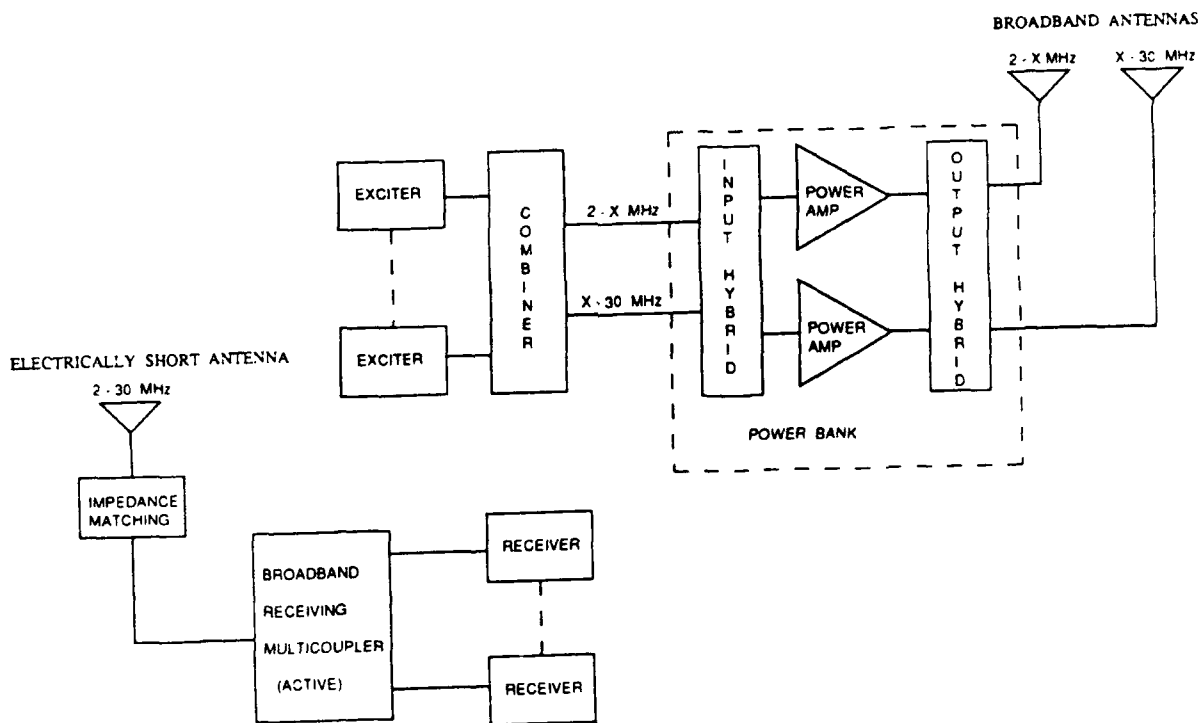 BROADBAND ANTENNAS
2 - X MHz
X - 30 MHz
EXCITER
COMBINER
2 - X MHz
INPUT HYBRID
POWER
AMP
OUTPUT HYBRID
X - 30 MHz
EXCITER
POWER
AMP
POWER BANK
ELECTRICALLY SHORT ANTENNA
2 - 30 MHz
IMPEDANCE
MATCHING
BROADBAND
RECEIVING
MULTICOUPLER
(ACTIVE)
RECEIVER
RECEIVER